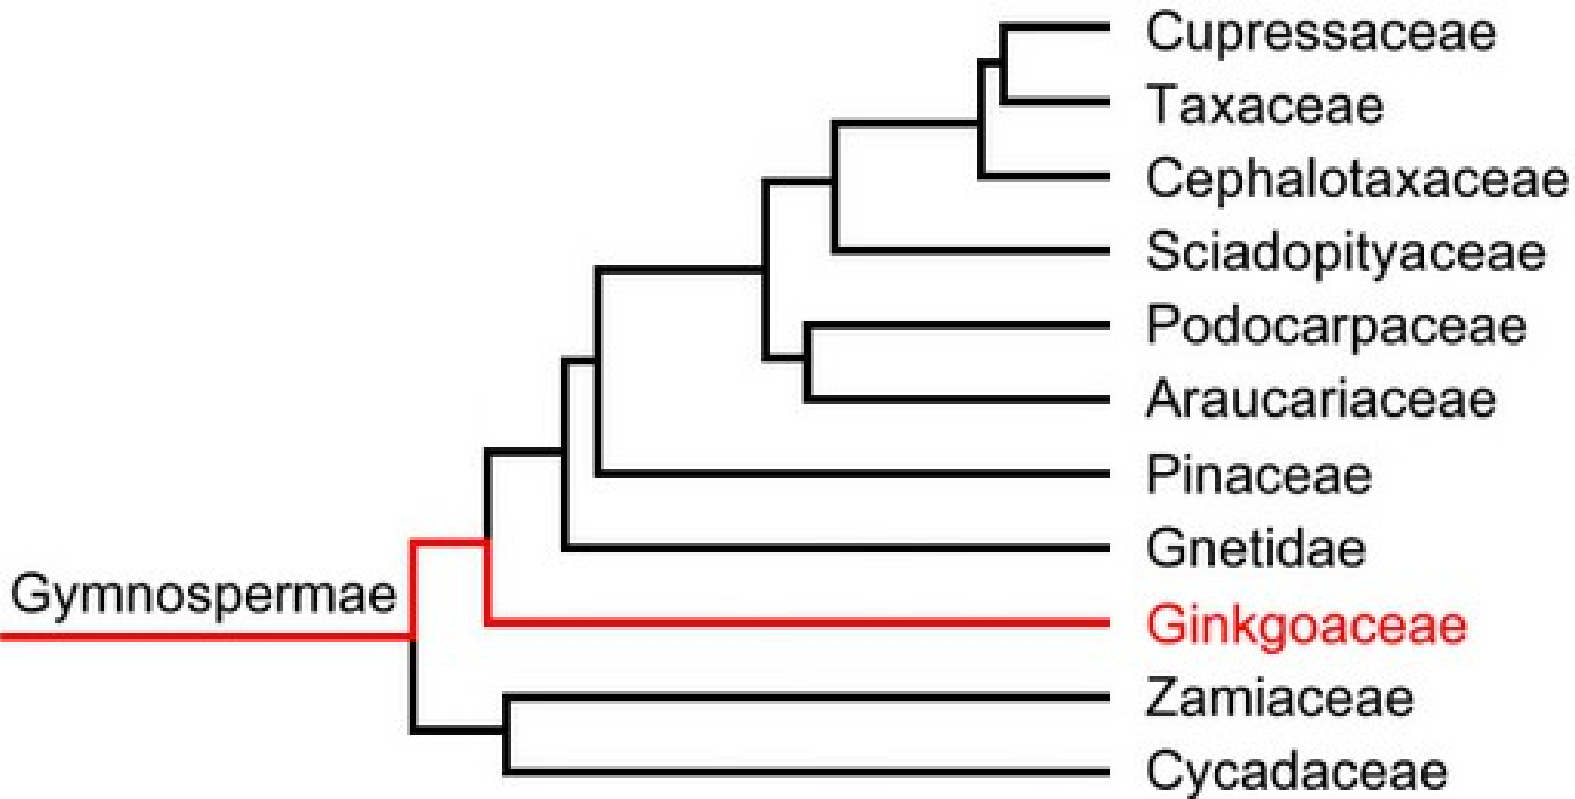 Cupressaceae
Taxaceae
Cephalotaxaceae
Sciadopityaceae
Podocarpaceae
Araucariaceae
Pinaceae
Gnetidae
Gymnospermae
Ginkgoaceae
Zamiaceae
Cycadaceae